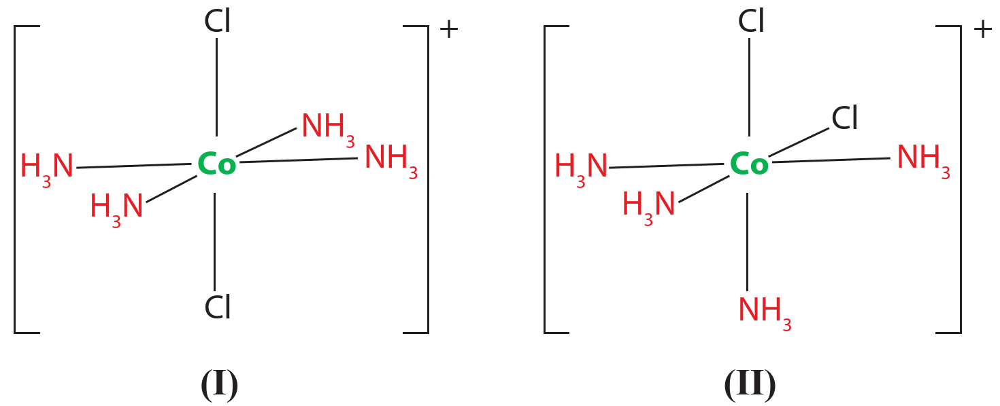 Cl
+
NH₃
H₃N
Co
NH₃
H₃N
Cl
(I)
Cl
+
Cl
H₃N
Co
NH₃
H₃N
NH₃
(II)